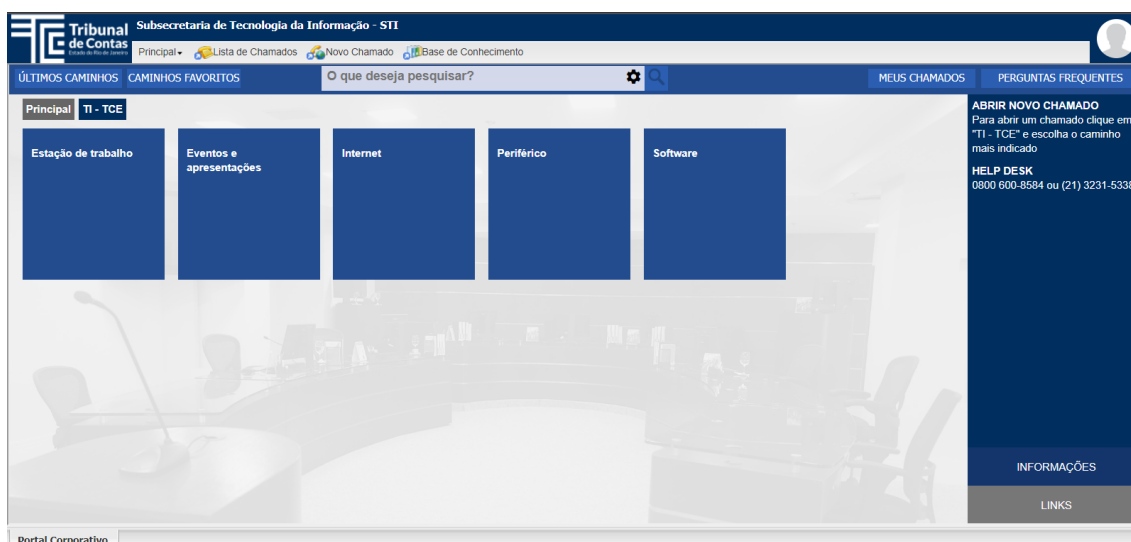 Tribunal
de Contas
Estado do Rio de Janeiro
Subsecretaria de Tecnologia da Informação - STI
Principal Lista de Chamados Novo Chamado Base de Conhecimento
ÚLTIMOS CAMINHOS CAMINHOS FAVORITOS O que deseja pesquisar? MEUS CHAMADOS PERGUNTAS FREQUENTES
Principal TI - TCE
Estação de trabalho
Eventos e
apresentações
Internet
Periférico
Software
ABRIR NOVO CHAMADO
Para abrir um chamado clique em
"TI - TCE" e escolha o caminho
mais indicado
HELP DESK
0800 600-8584 ou (21) 3231-5338
INFORMAÇÕES
LINKS
Portal Corporativo